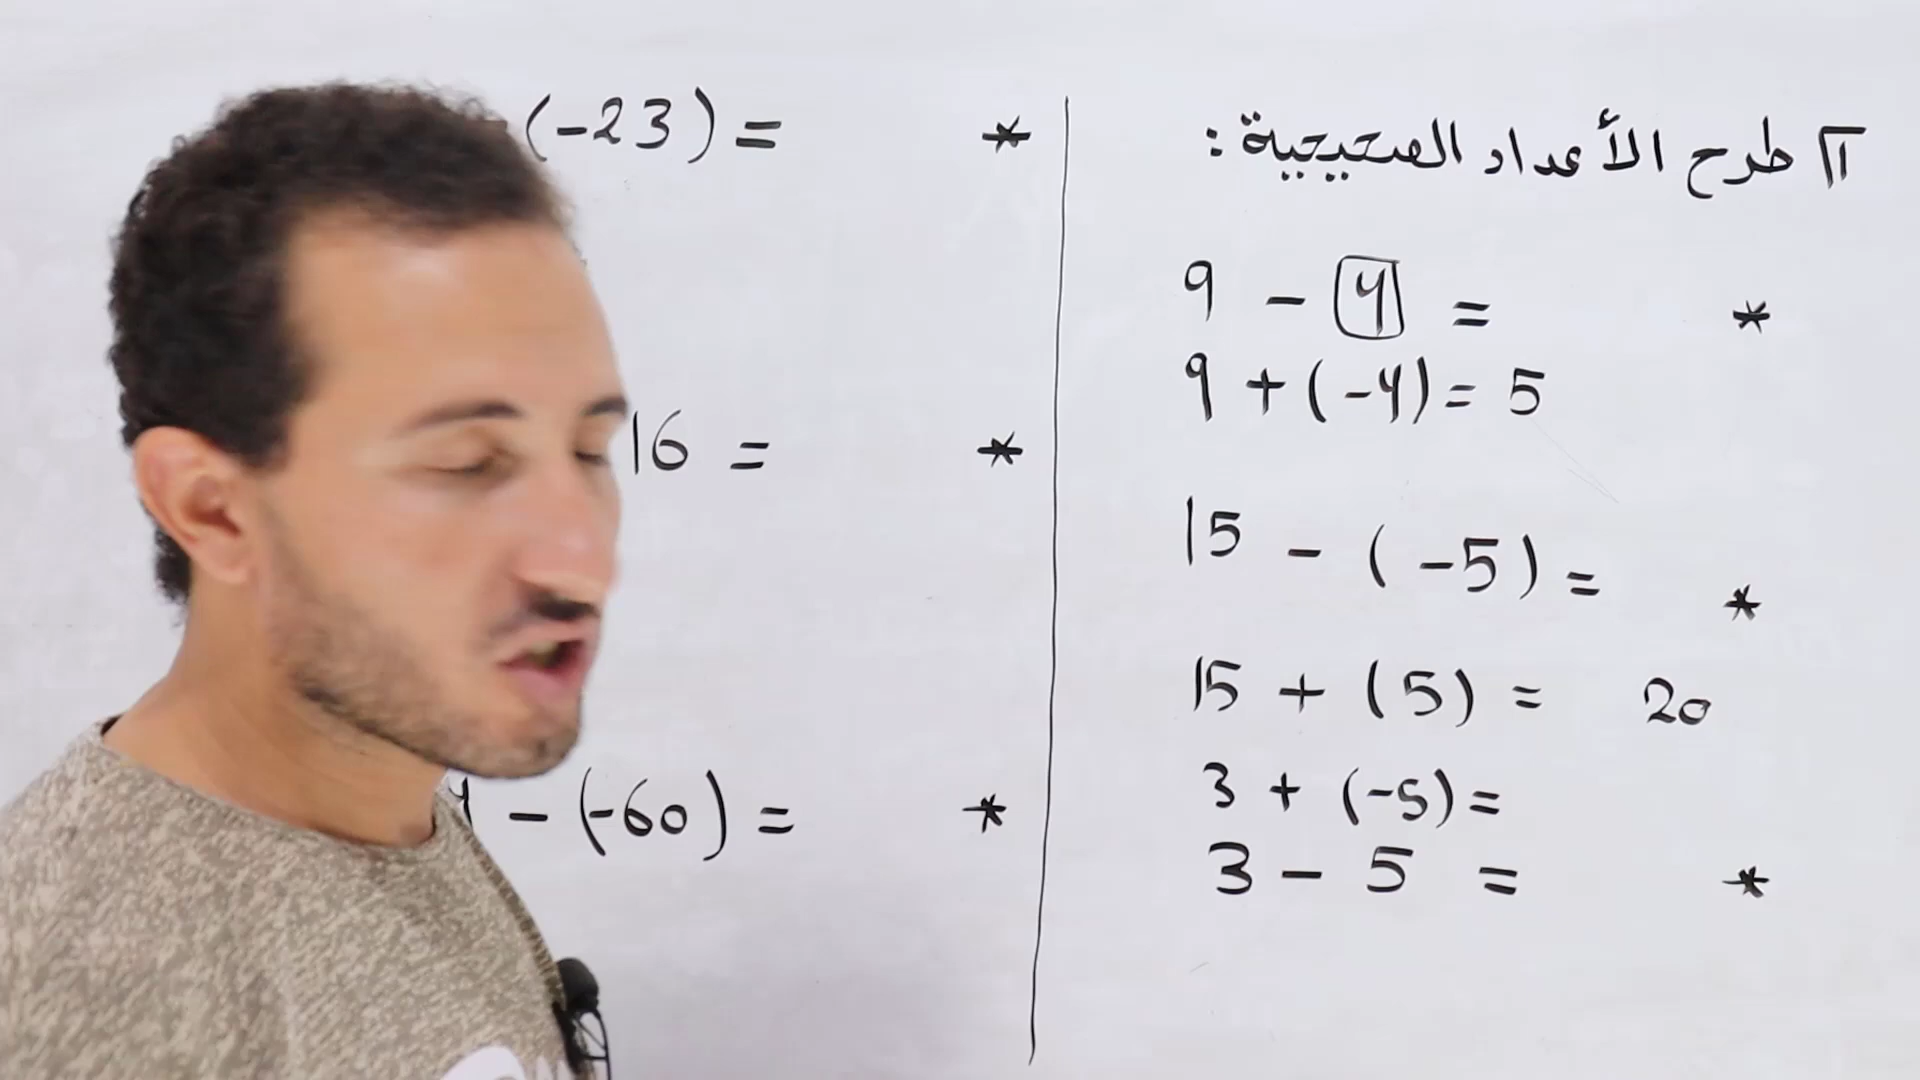 1 طرح الأعداد الصحيحة :
9 - 4 = *
9 + (-4) = 5
15 - (-5) = *
15 + (5) = 20
3 + (-5) =
3 - 5 = *
(-23) = *
16 = *
- (-60) = *